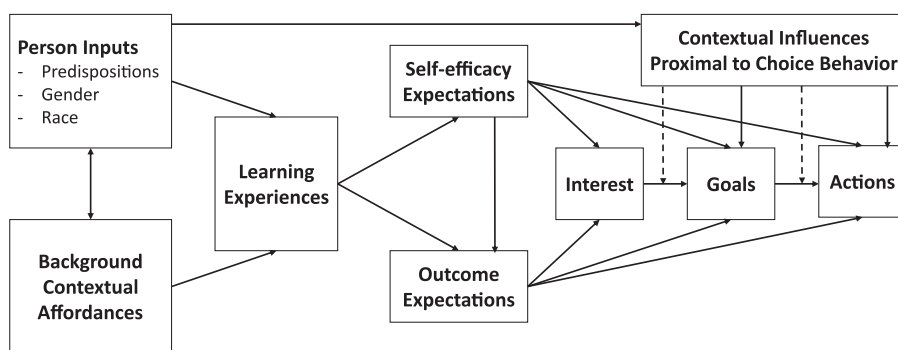 Person Inputs
- Predispositions
- Gender
- Race
Contextual Influences
Proximal to Choice Behavior
Self-efficacy
Expectations
Learning
Experiences
Interest
Goals
Actions
Background
Contextual
Affordances
Outcome
Expectations